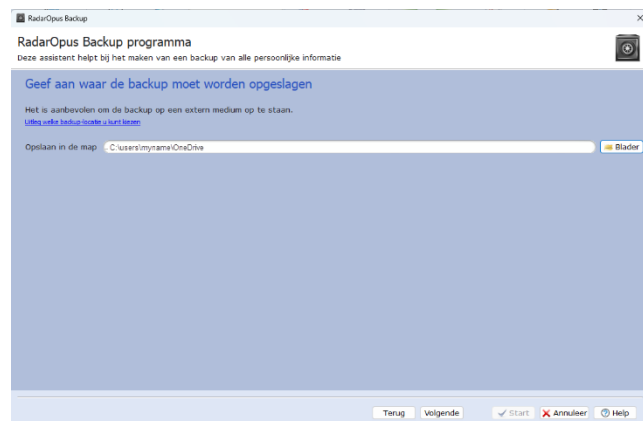 RadarOpus Backup
RadarOpus Backup programma
Deze assistent helpt bij het maken van een backup van alle persoonlijke informatie
Geef aan waar de backup moet worden opgeslagen
Het is aanbevolen om de backup op een extern medium op te staan.
Uitleg welke backup-locatie u kunt kiezen
Opslaan in de map C:\users\myname\OneDrive Blader
Terug Volgende Start Annuleer Help